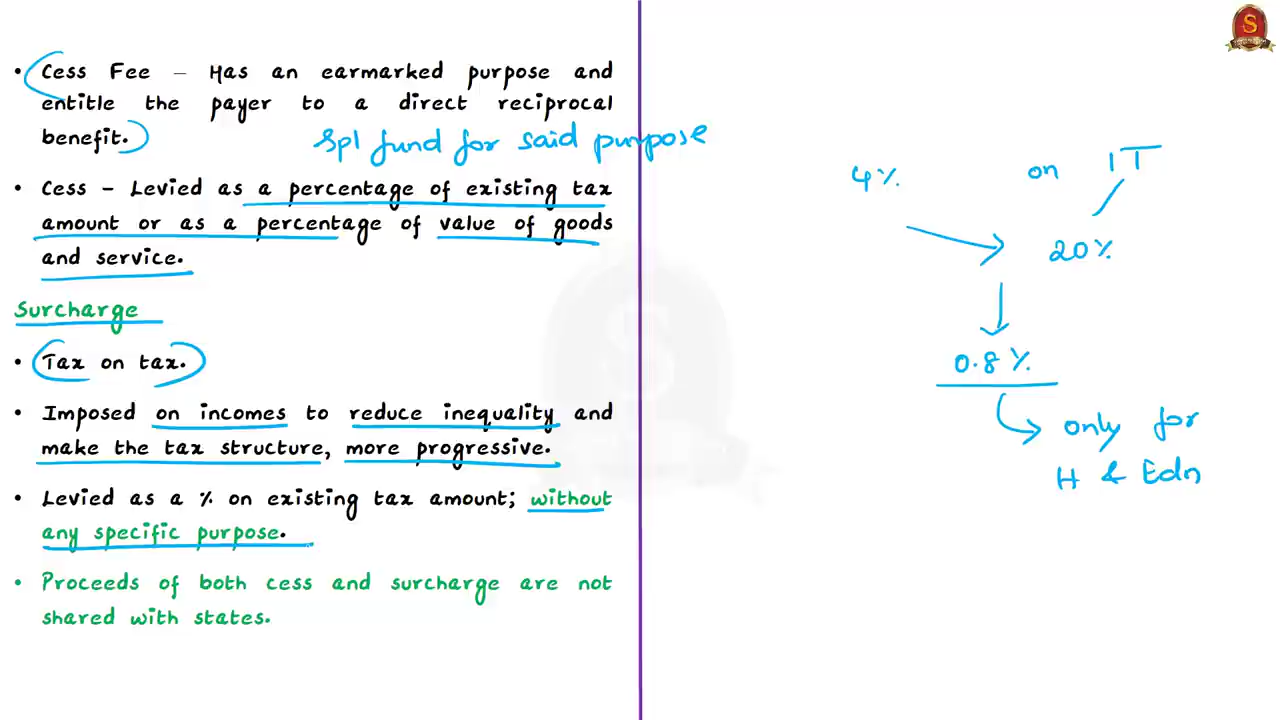 • Cess Fee – Has an earmarked purpose and
entitle the payer to a direct reciprocal
benefit.
Spl fund for said purpose
• Cess - Levied as a percentage of existing tax
amount or as a percentage of value of goods
and service.
Surcharge
• Tax on tax.
• Imposed on incomes to reduce inequality and
make the tax structure, more progressive.
• Levied as a % on existing tax amount; without
any specific purpose.
• Proceeds of both cess and surcharge are not
shared with states.
4% on IT
20%
0.8%
only for
H & Edn
S